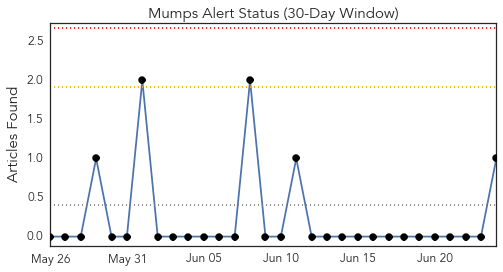 Mumps Alert Status (30-Day Window)
Articles Found
2.5
2.0
1.5
1.0
0.5
0.0
May 26
May 31
Jun 05
Jun 10
Jun 15
Jun 20